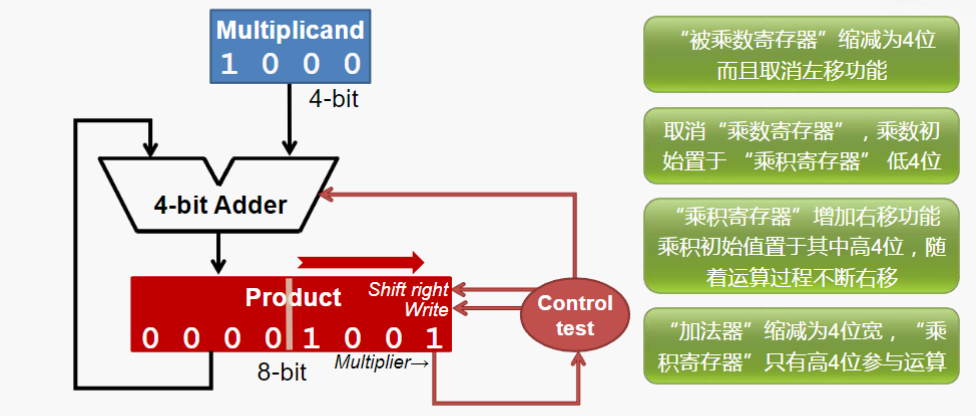 Multiplicand
1 0 0 0
4-bit
4-bit Adder
Product
Shift right
Write
0 0 0 0 1 0 0 1
8-bit
Multiplier→
Control
test
“被乘数寄存器”缩减为4位
而且取消左移功能
取消“乘数寄存器”，乘数初
始置于 “乘积寄存器” 低4位
“乘积寄存器”增加右移功能
乘积初始值置于其中高4位，随
着运算过程不断右移
“加法器”缩减为4位宽，“乘
积寄存器”只有高4位参与运算